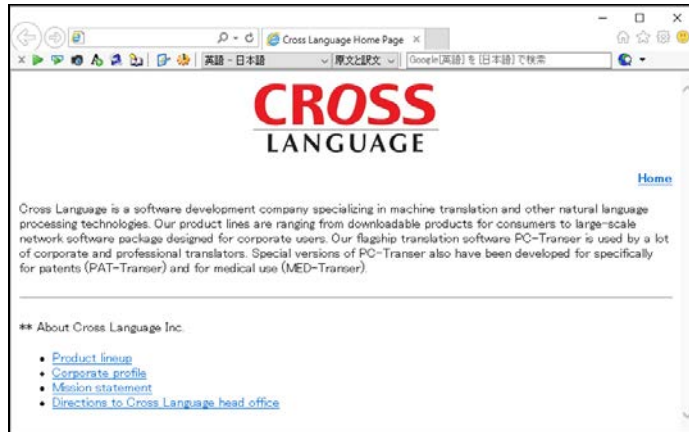 Cross Language Home Page
英語 - 日本語 原文と訳文 Google[英語] を [日本語] で検索
CROSS
LANGUAGE
Home
Cross Language is a software development company specializing in machine translation and other natural language
processing technologies. Our product lines are ranging from downloadable products for consumers to large-scale
network software package designed for corporate users. Our flagship translation software PC-Transer is used by a lot
of corporate and professional translators. Special versions of PC-Transer also have been developed for specifically
for patents (PAT-Transer) and for medical use (MED-Transer).
** About Cross Language Inc.
Product lineup
Corporate profile
Mission statement
Directions to Cross Language head office